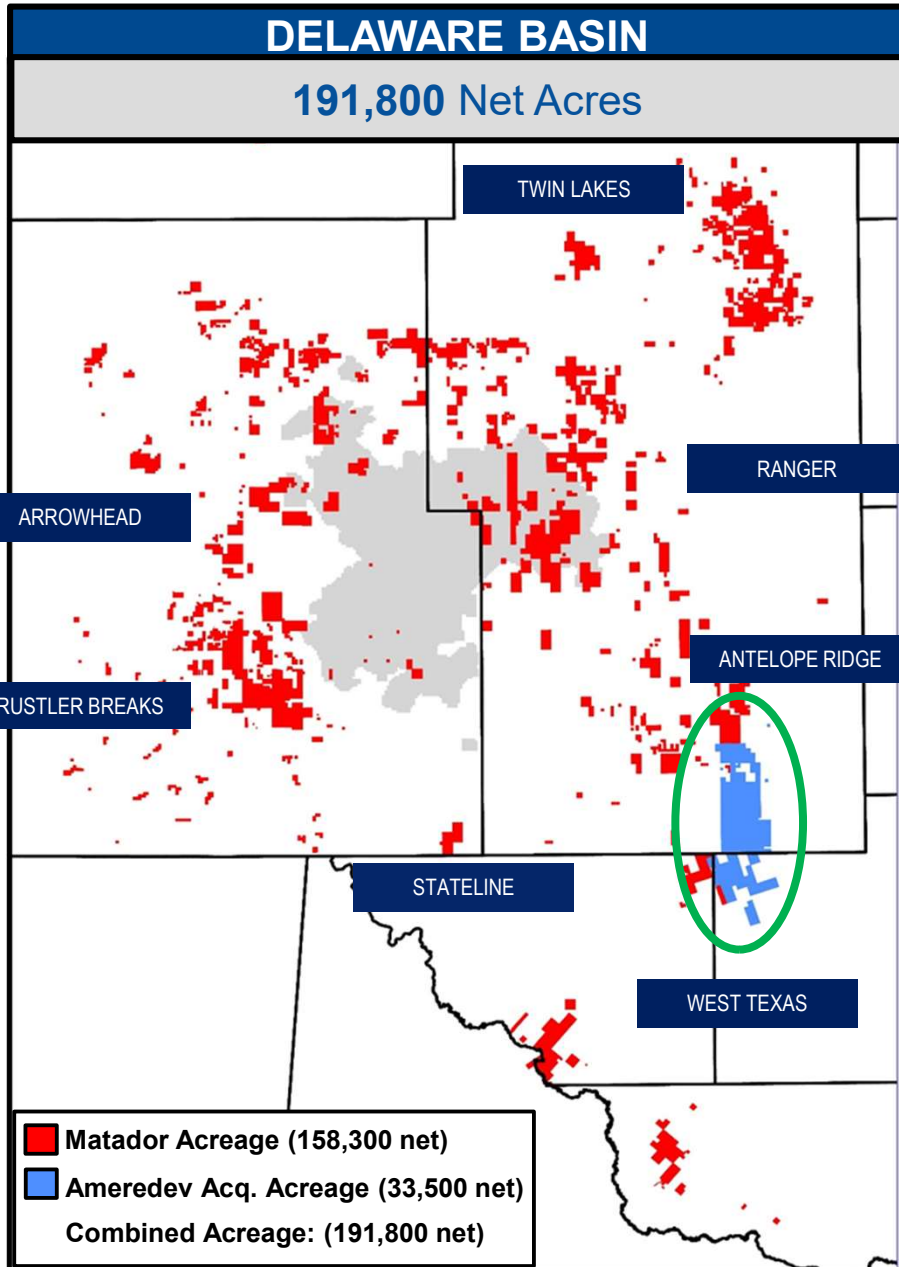 DELAWARE BASIN
191,800 Net Acres
TWIN LAKES
RANGER
ARROWHEAD
ANTELOPE RIDGE
RUSTLER BREAKS
STATELINE
WEST TEXAS
Matador Acreage (158,300 net)
Ameredev Acq. Acreage (33,500 net)
Combined Acreage: (191,800 net)